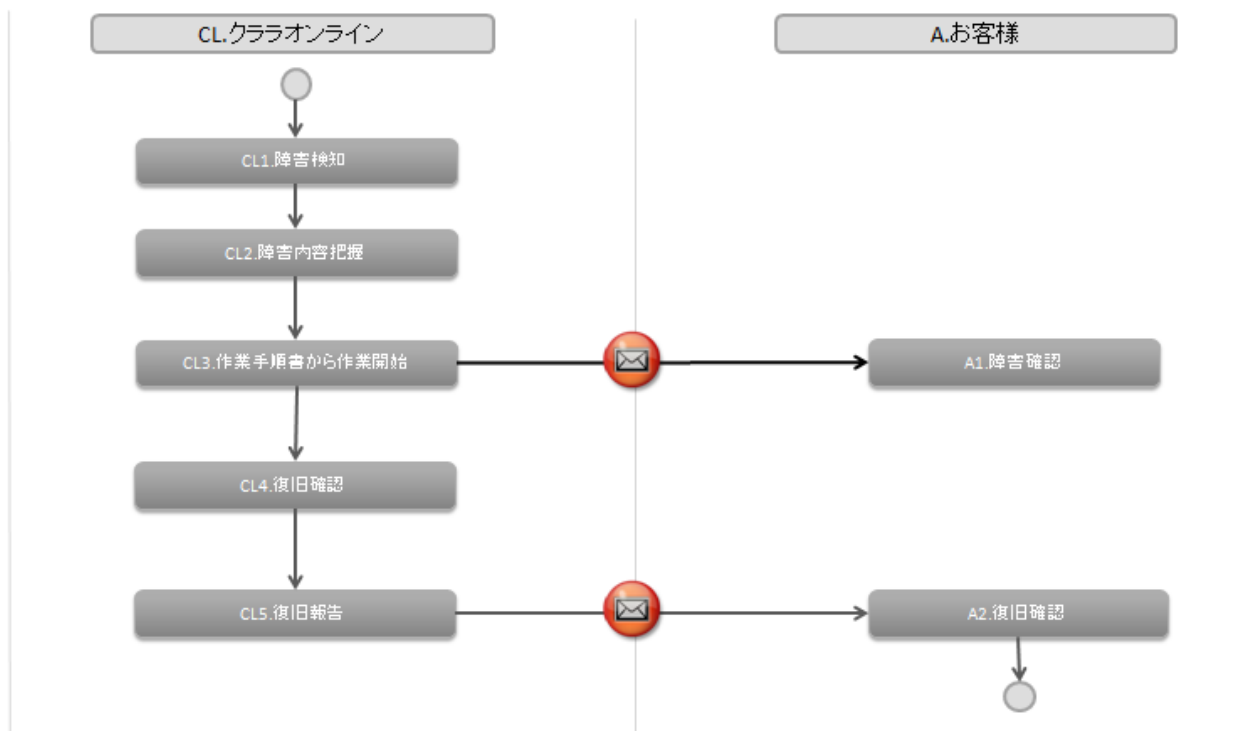 CL.クララオンライン
A.お客様
CL1.障害検知
CL2.障害内容把握
CL3.作業手順書から作業開始
A1.障害確認
CL4.復旧確認
CL5.復旧報告
A2.復旧確認